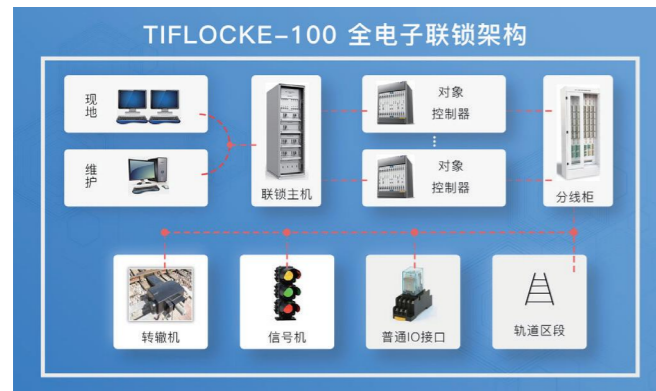 TIFLOCKE-100 全电子联锁架构
现
地
维
护
联锁主机
对象
控制器
对象
控制器
分线柜
转辙机
信号机
普通IO接口
轨道区段